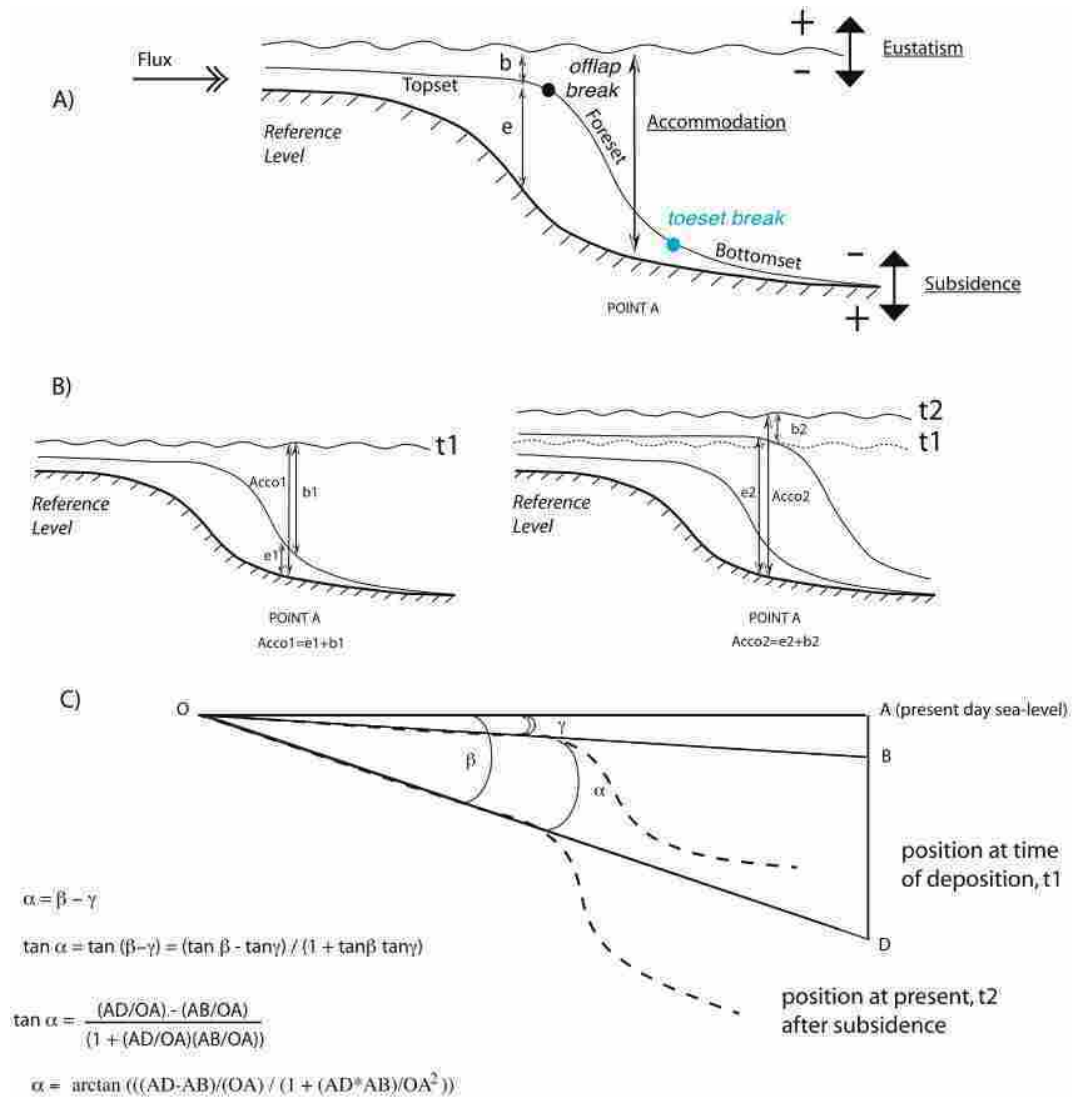 +
Eustatism
–
Flux
b
offlap
break
A)
Topset
Foreset
Accommodation
e
Reference
Level
toeset break
Bottomset
–
Subsidence
+
POINT A
B)
t1
Acco1
b1
Reference
Level
e1
POINT A
Acco1=e1+b1
t2
b2
t1
e2
Acco2
Reference
Level
POINT A
Acco2=e2+b2
C)
O
A (present day sea-level)
γ
B
β
α
position at time
of deposition, t1
D
position at present, t2
after subsidence
α = β – γ
tan α = tan (β–γ) = (tan β - tanγ) / (1 + tanβ tanγ)
tan α = (AD/OA).- (AB/OA)
(1 + (AD/OA)(AB/OA))
α = arctan (((AD-AB)/(OA) / (1 + (AD*AB)/OA²))